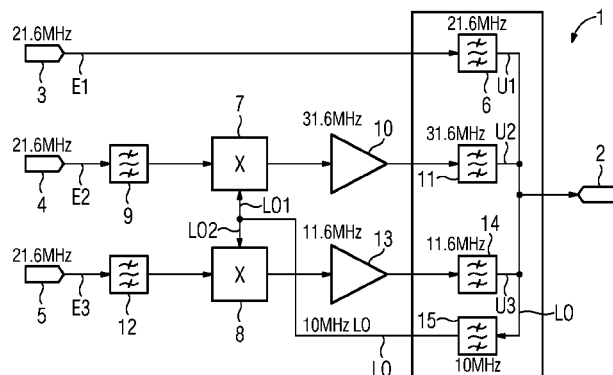 21.6MHz
21.6MHz
1
3
E1
6
U1
7
31.6MHz
10
31.6MHz
U2
2
21.6MHz
4
E2
9
X
11
LO1
LO2
11.6MHz
13
11.6MHz
14
21.6MHz
5
E3
12
X
8
10MHz LO
15
U3
LO
LO
10MHz